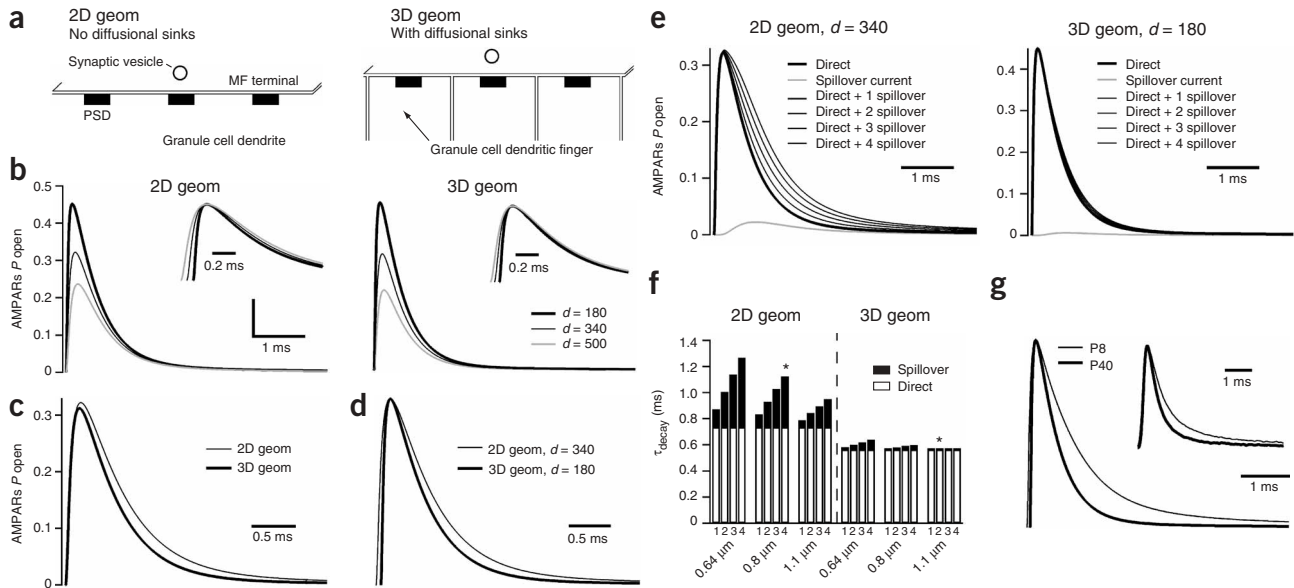 a
2D geom
No diffusional sinks
Synaptic vesicle
MF terminal
PSD
Granule cell dendrite
3D geom
With diffusional sinks
Granule cell dendritic finger
b
2D geom
AMPARs P open
0.5
0.4
0.3
0.2
0.1
0
0.2 ms
1 ms
3D geom
0.2 ms
d = 180
d = 340
d = 500
c
AMPARs P open
0.3
0.1
0
2D geom
3D geom
0.5 ms
d
2D geom, d = 340
3D geom, d = 180
0.5 ms
e
2D geom, d = 340
AMPARs P open
0.3
0.2
0.1
0
Direct
Spillover current
Direct + 1 spillover
Direct + 2 spillover
Direct + 3 spillover
Direct + 4 spillover
1 ms
3D geom, d = 180
0.4
0.2
0
Direct
Spillover current
Direct + 1 spillover
Direct + 2 spillover
Direct + 3 spillover
Direct + 4 spillover
1 ms
f
2D geom
3D geom
τdecay (ms)
1.4
1.2
1.0
0.8
0.6
0.4
0.2
0
*
*
Spillover
Direct
1 2 3 4 1 2 3 4 1 2 3 4 1 2 3 4 1 2 3 4 1 2 3 4
0.64 µm 0.8 µm 1.1 µm 0.64 µm 0.8 µm 1.1 µm
g
P8
P40
1 ms
1 ms